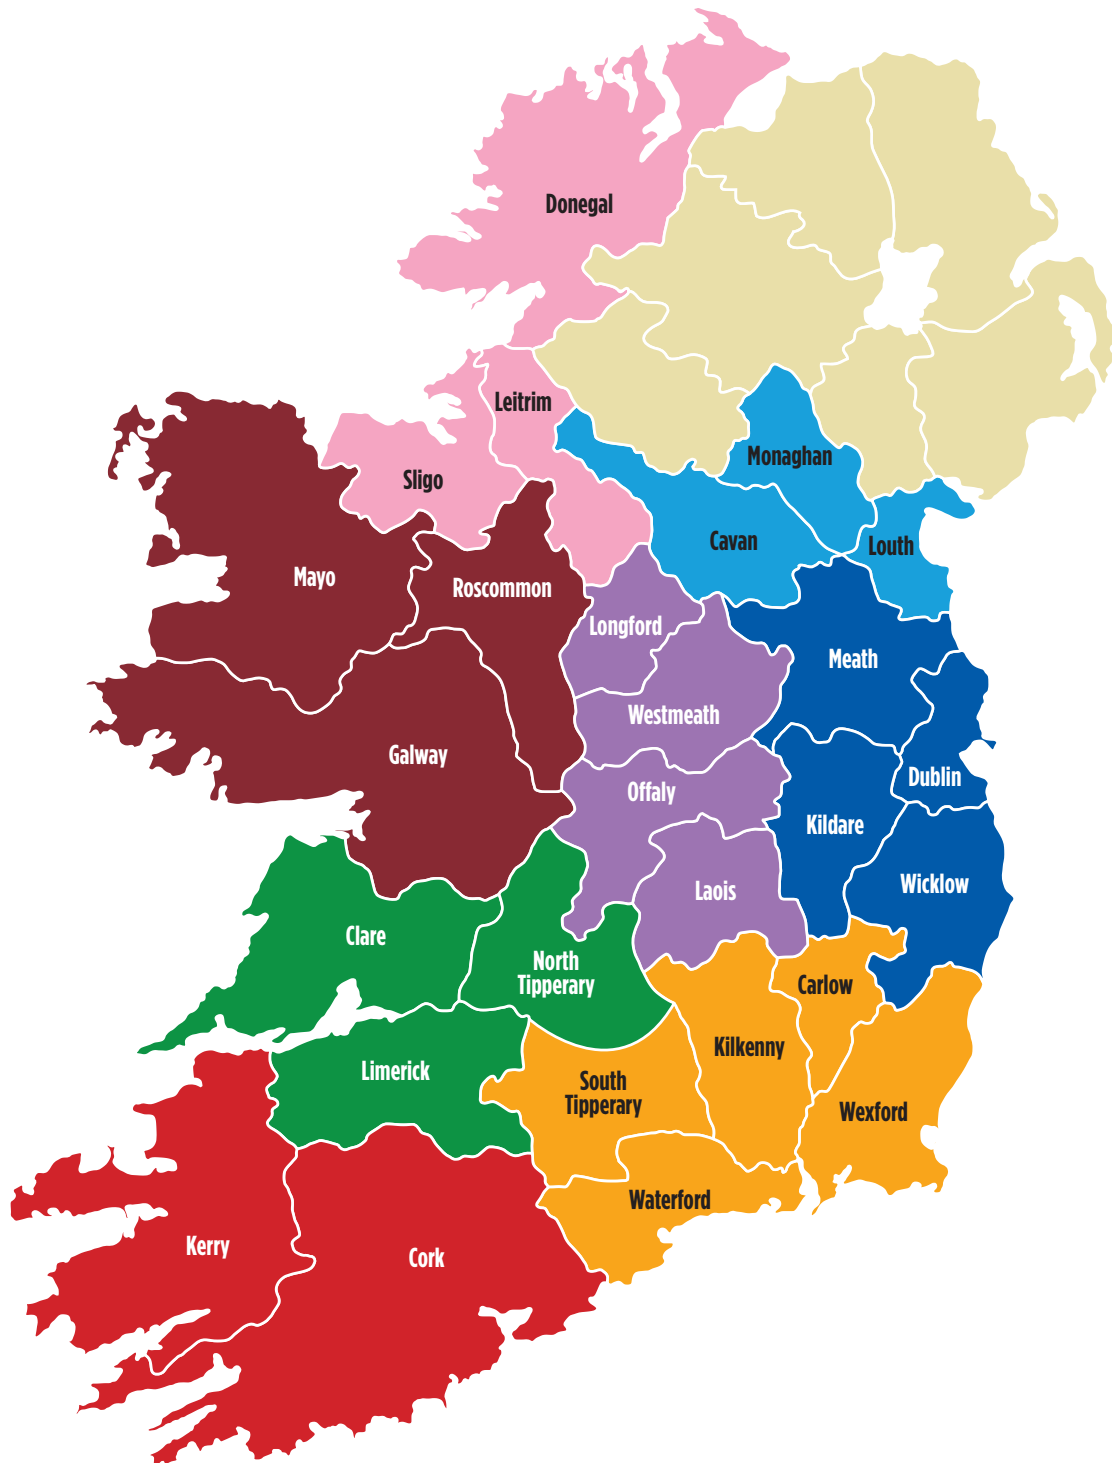 Donegal
Leitrim
Monaghan
Sligo
Cavan
Louth
Mayo
Roscommon
Longford
Meath
Westmeath
Galway
Dublin
Offaly
Kildare
Wicklow
Laois
Clare
North
Tipperary
Carlow
Kilkenny
Limerick
South
Tipperary
Wexford
Waterford
Kerry
Cork